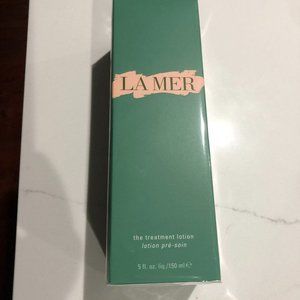 LA MER
the treatment lotion
lotion pré-soin
5 fl. oz. liq./150 ml ℮